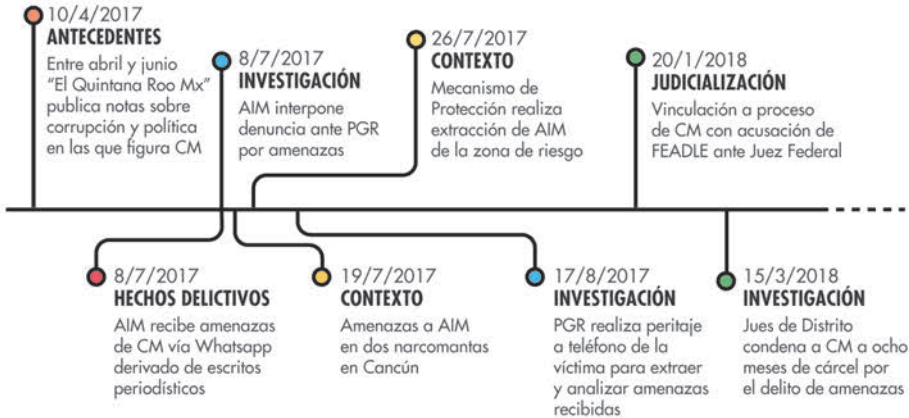 10/4/2017
ANTECEDENTES
Entre abril y junio
“El Quintana Roo Mx”
publica notas sobre
corrupción y política
en las que figura CM
8/7/2017
INVESTIGACIÓN
AIM interpone
denuncia ante PGR
por amenazas
26/7/2017
CONTEXTO
Mecanismo de
Protección realiza
extracción de AIM
de la zona de riesgo
20/1/2018
JUDICIALIZACIÓN
Vinculación a proceso
de CM con acusación de
FEADLE ante Juez Federal
8/7/2017
HECHOS DELICTIVOS
AIM recibe amenazas
de CM vía Whatsapp
derivado de escritos
periodísticos
19/7/2017
CONTEXTO
Amenazas a AIM
en dos narcomantas
en Cancún
17/8/2017
INVESTIGACIÓN
PGR realiza peritaje
a teléfono de la
víctima para extraer
y analizar amenazas
recibidas
15/3/2018
INVESTIGACIÓN
Jues de Distrito
condena a CM a ocho
meses de cárcel por
el delito de amenazas